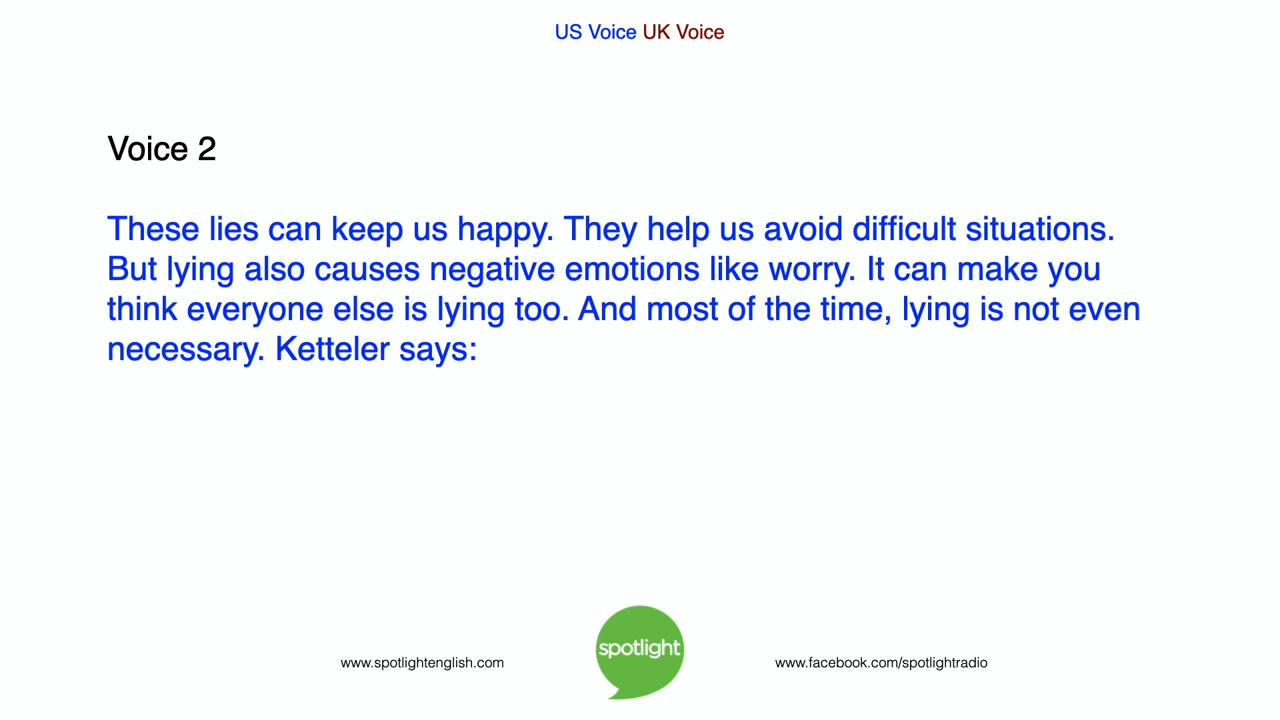 US Voice UK Voice
Voice 2
These lies can keep us happy. They help us avoid difficult situations.
But lying also causes negative emotions like worry. It can make you
think everyone else is lying too. And most of the time, lying is not even
necessary. Ketteler says:
spotlight
www.spotlightenglish.com
www.facebook.com/spotlightradio